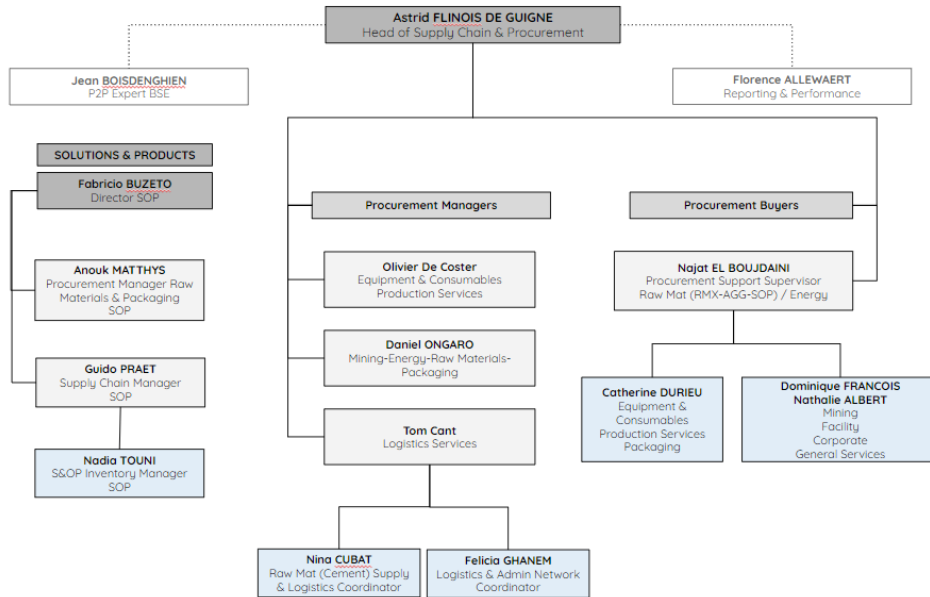 Astrid FLINOIS DE GUIGNE
Head of Supply Chain & Procurement
Jean BOISDENGHIEN
P2P Expert BSE
Florence ALLEWAERT
Reporting & Performance
SOLUTIONS & PRODUCTS
Fabricio BUZETO
Director SOP
Procurement Managers
Procurement Buyers
Anouk MATTHYS
Procurement Manager Raw
Materials & Packaging
SOP
Olivier De Coster
Equipment & Consumables
Production Services
Najat EL BOUJDAINI
Procurement Support Supervisor
Raw Mat (RMX-AGG-SOP) / Energy
Daniel ONGARO
Mining-Energy-Raw Materials-
Packaging
Guido PRAET
Supply Chain Manager
SOP
Catherine DURIEU
Equipment &
Consumables
Production Services
Packaging
Dominique FRANCOIS
Nathalie ALBERT
Mining
Facility
Corporate
General Services
Tom Cant
Logistics Services
Nadia TOUNI
S&OP Inventory Manager
SOP
Nina CUBAT
Raw Mat (Cement) Supply
& Logistics Coordinator
Felicia GHANEM
Logistics & Admin Network
Coordinator